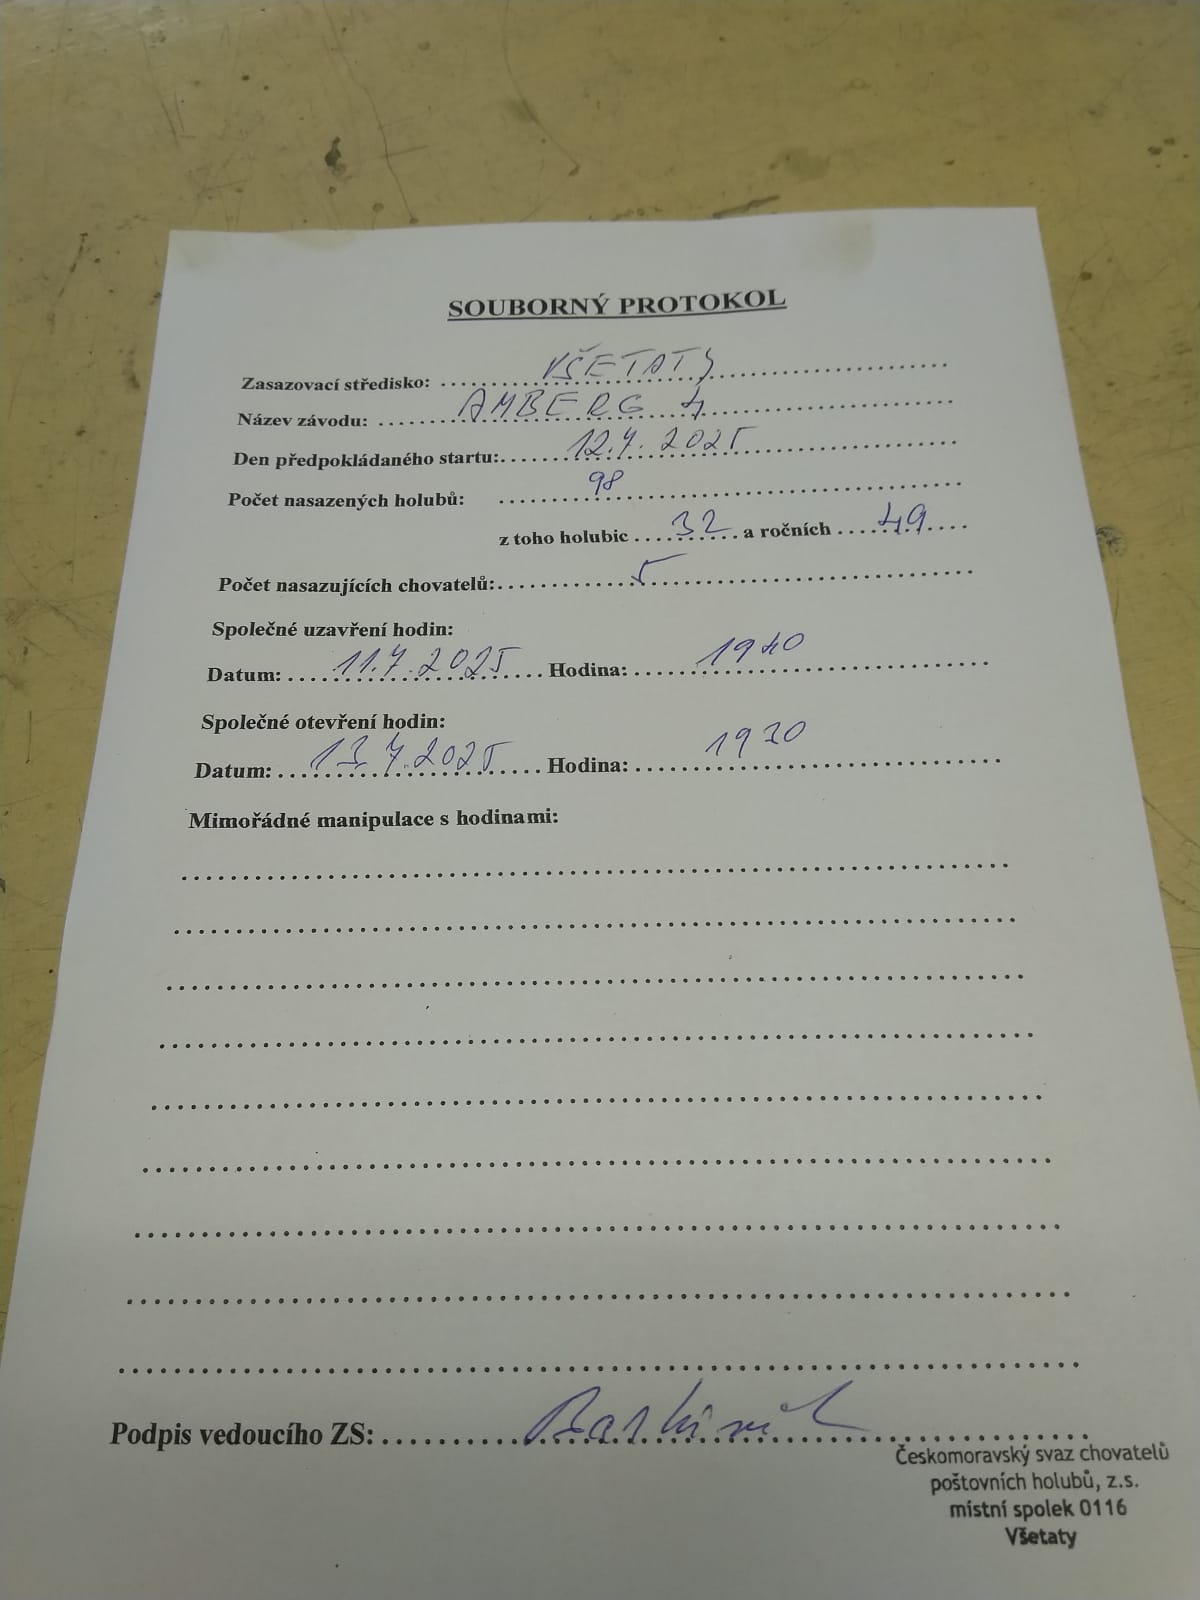 SOUBORNÝ PROTOKOL
Zasazovací středisko: VŠETATY
Název závodu: AMBERG 4
Den předpokládaného startu: 12.7.2025
Počet nasazených holubů: 98
z toho holubic 32 a ročních 49
Počet nasazujících chovatelů: 5
Společné uzavření hodin:
Datum: 11.7.2025 Hodina: 1940
Společné otevření hodin:
Datum: 13.7.2025 Hodina: 1930
Mimořádné manipulace s hodinami:
Podpis vedoucího ZS:
Českomoravský svaz chovatelů
poštovních holubů, z.s.
místní spolek 0116
Všetaty